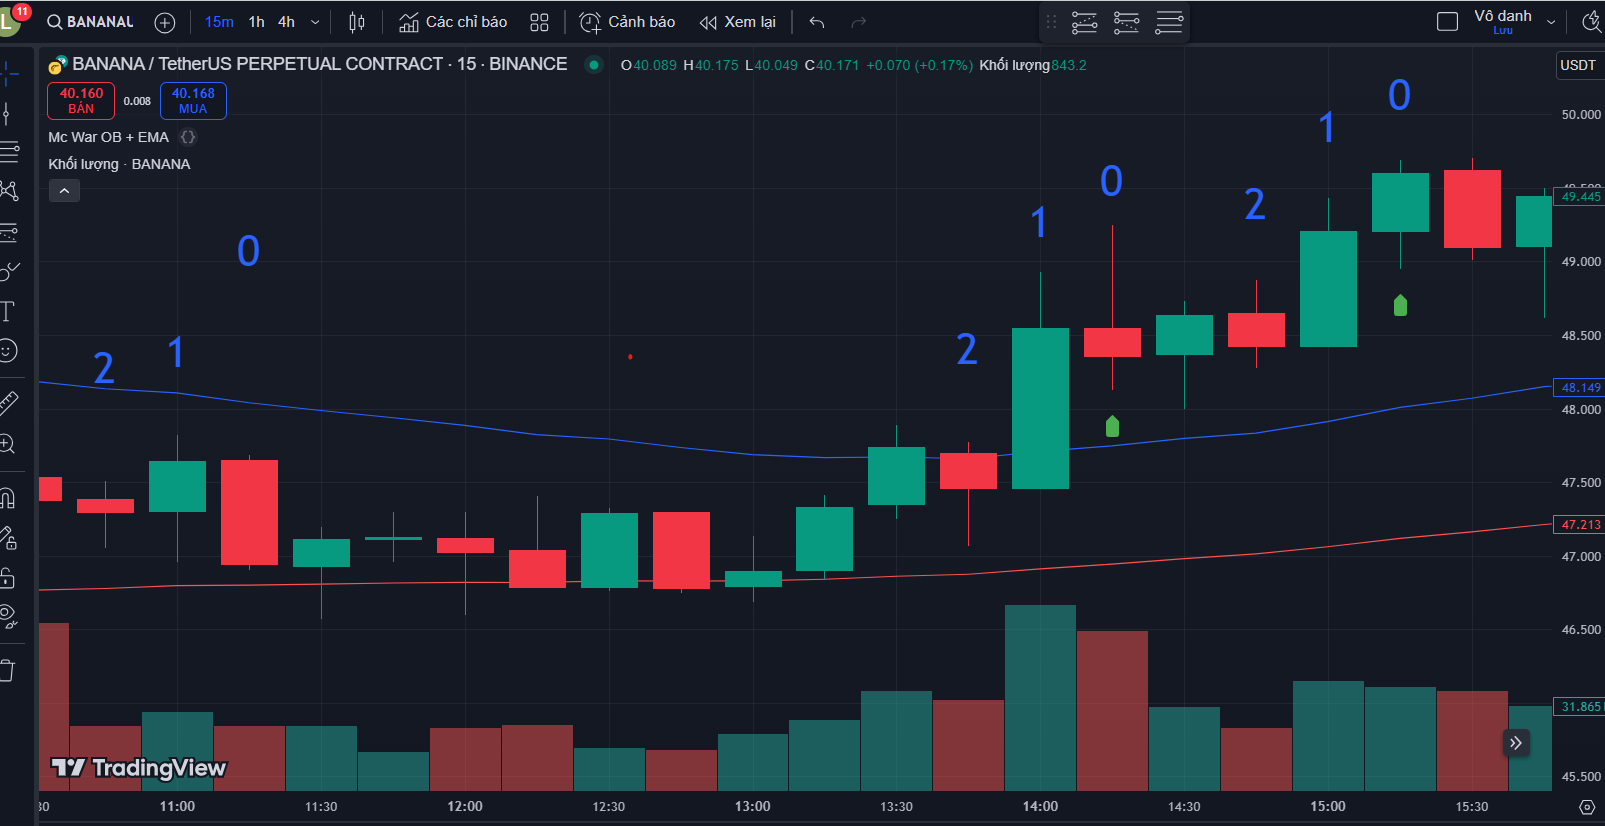 L 11 BANANAU 15m 1h 4h Các chỉ báo Cảnh báo Xem lại Vô danh
Lưu
BANANA / TetherUS PERPETUAL CONTRACT · 15 · BINANCE O40.089 H40.175 L40.049 C40.171 +0.070 (+0.17%) Khối lượng843.2 USDT
40.160 0.008 40.168
BÁN MUA
Mc War OB + EMA {}
Khối lượng · BANANA
0
1
0
1
2
0
2
1
2
50.000
49.445
49.000
48.500
48.149
48.000
47.500
47.213
47.000
46.500
31.865
45.500
TradingView
:30 11:00 11:30 12:00 12:30 13:00 13:30 14:00 14:30 15:00 15:30